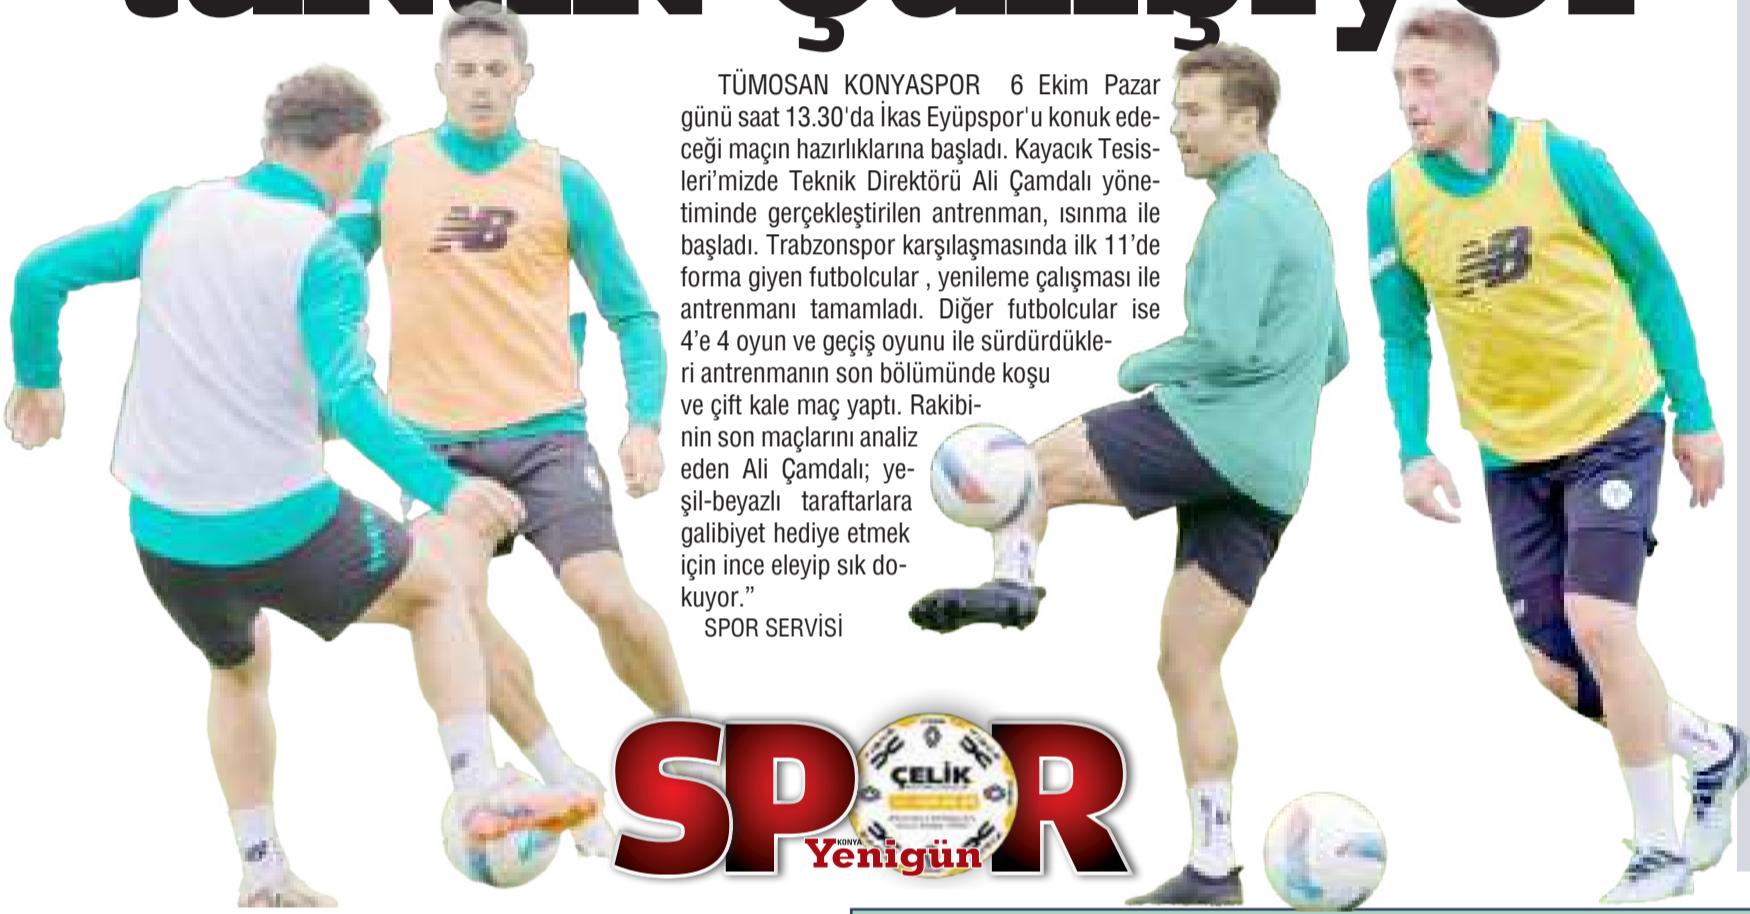 TÜMOSAN KONYASPOR 6 Ekim Pazar
günü saat 13.30'da İkas Eyüpspor'u konuk ede-
ceği maçın hazırlıklarına başladı. Kayacık Tesis-
leri’mizde Teknik Direktörü Ali Çamdalı yöne-
timinde gerçekleştirilen antrenman, ısınma ile
başladı. Trabzonspor karşılaşmasında ilk 11’de
forma giyen futbolcular , yenileme çalışması ile
antrenmanı tamamladı. Diğer futbolcular ise
4’e 4 oyun ve geçiş oyunu ile sürdürdükle-
ri antrenmanın son bölümünde koşu
ve çift kale maç yaptı. Rakibi-
nin son maçlarını analiz
eden Ali Çamdalı; ye-
şil-beyazlı taraftarlara
galibiyet hediye etmek
için ince eleyip sık do-
kuyor.”
SPOR SERVİSİ
NB
NB
SPOR
ÇELİK
KONYA
Yenigün